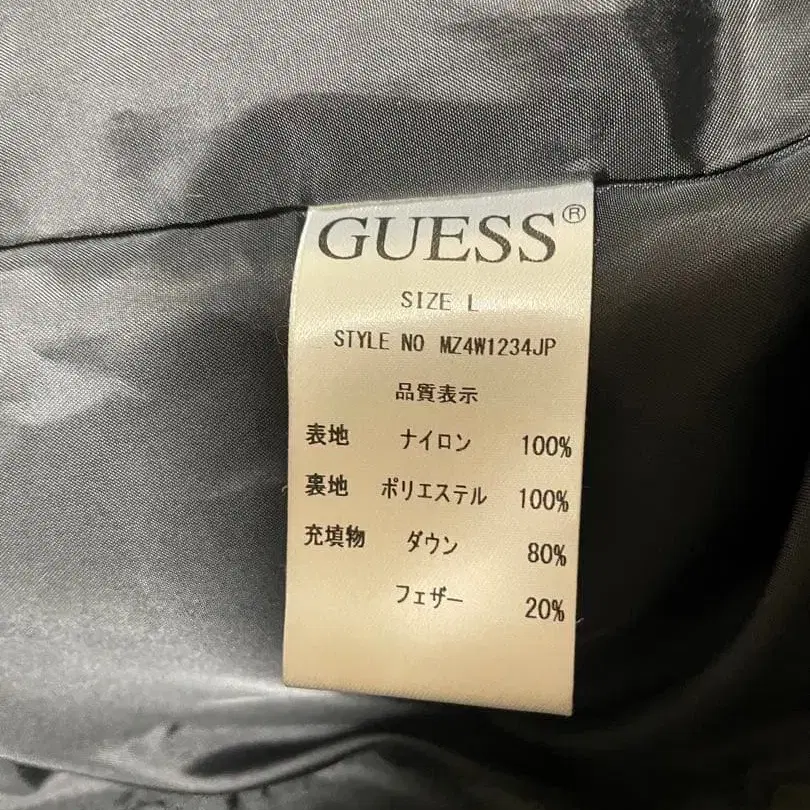 GUESS®
SIZE L
STYLE NO MZ4W1234JP
品質表示
表地 ナイロン 100%
裏地 ポリエステル 100%
充填物 ダウン 80%
フェザー 20%